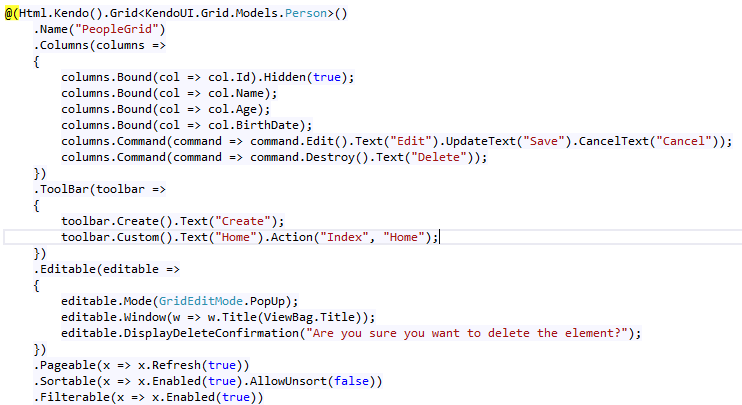 @(Html.Kendo().Grid<KendoUI.Grid.Models.Person>()
    .Name("PeopleGrid")
    .Columns(columns =>
    {
        columns.Bound(col => col.Id).Hidden(true);
        columns.Bound(col => col.Name);
        columns.Bound(col => col.Age);
        columns.Bound(col => col.BirthDate);
        columns.Command(command => command.Edit().Text("Edit").UpdateText("Save").CancelText("Cancel"));
        columns.Command(command => command.Destroy().Text("Delete"));
    })
    .ToolBar(toolbar =>
    {
        toolbar.Create().Text("Create");
        toolbar.Custom().Text("Home").Action("Index", "Home");
    })
    .Editable(editable =>
    {
        editable.Mode(GridEditMode.PopUp);
        editable.Window(w => w.Title(ViewBag.Title));
        editable.DisplayDeleteConfirmation("Are you sure you want to delete the element?");
    })
    .Pageable(x => x.Refresh(true))
    .Sortable(x => x.Enabled(true).AllowUnsort(false))
    .Filterable(x => x.Enabled(true))